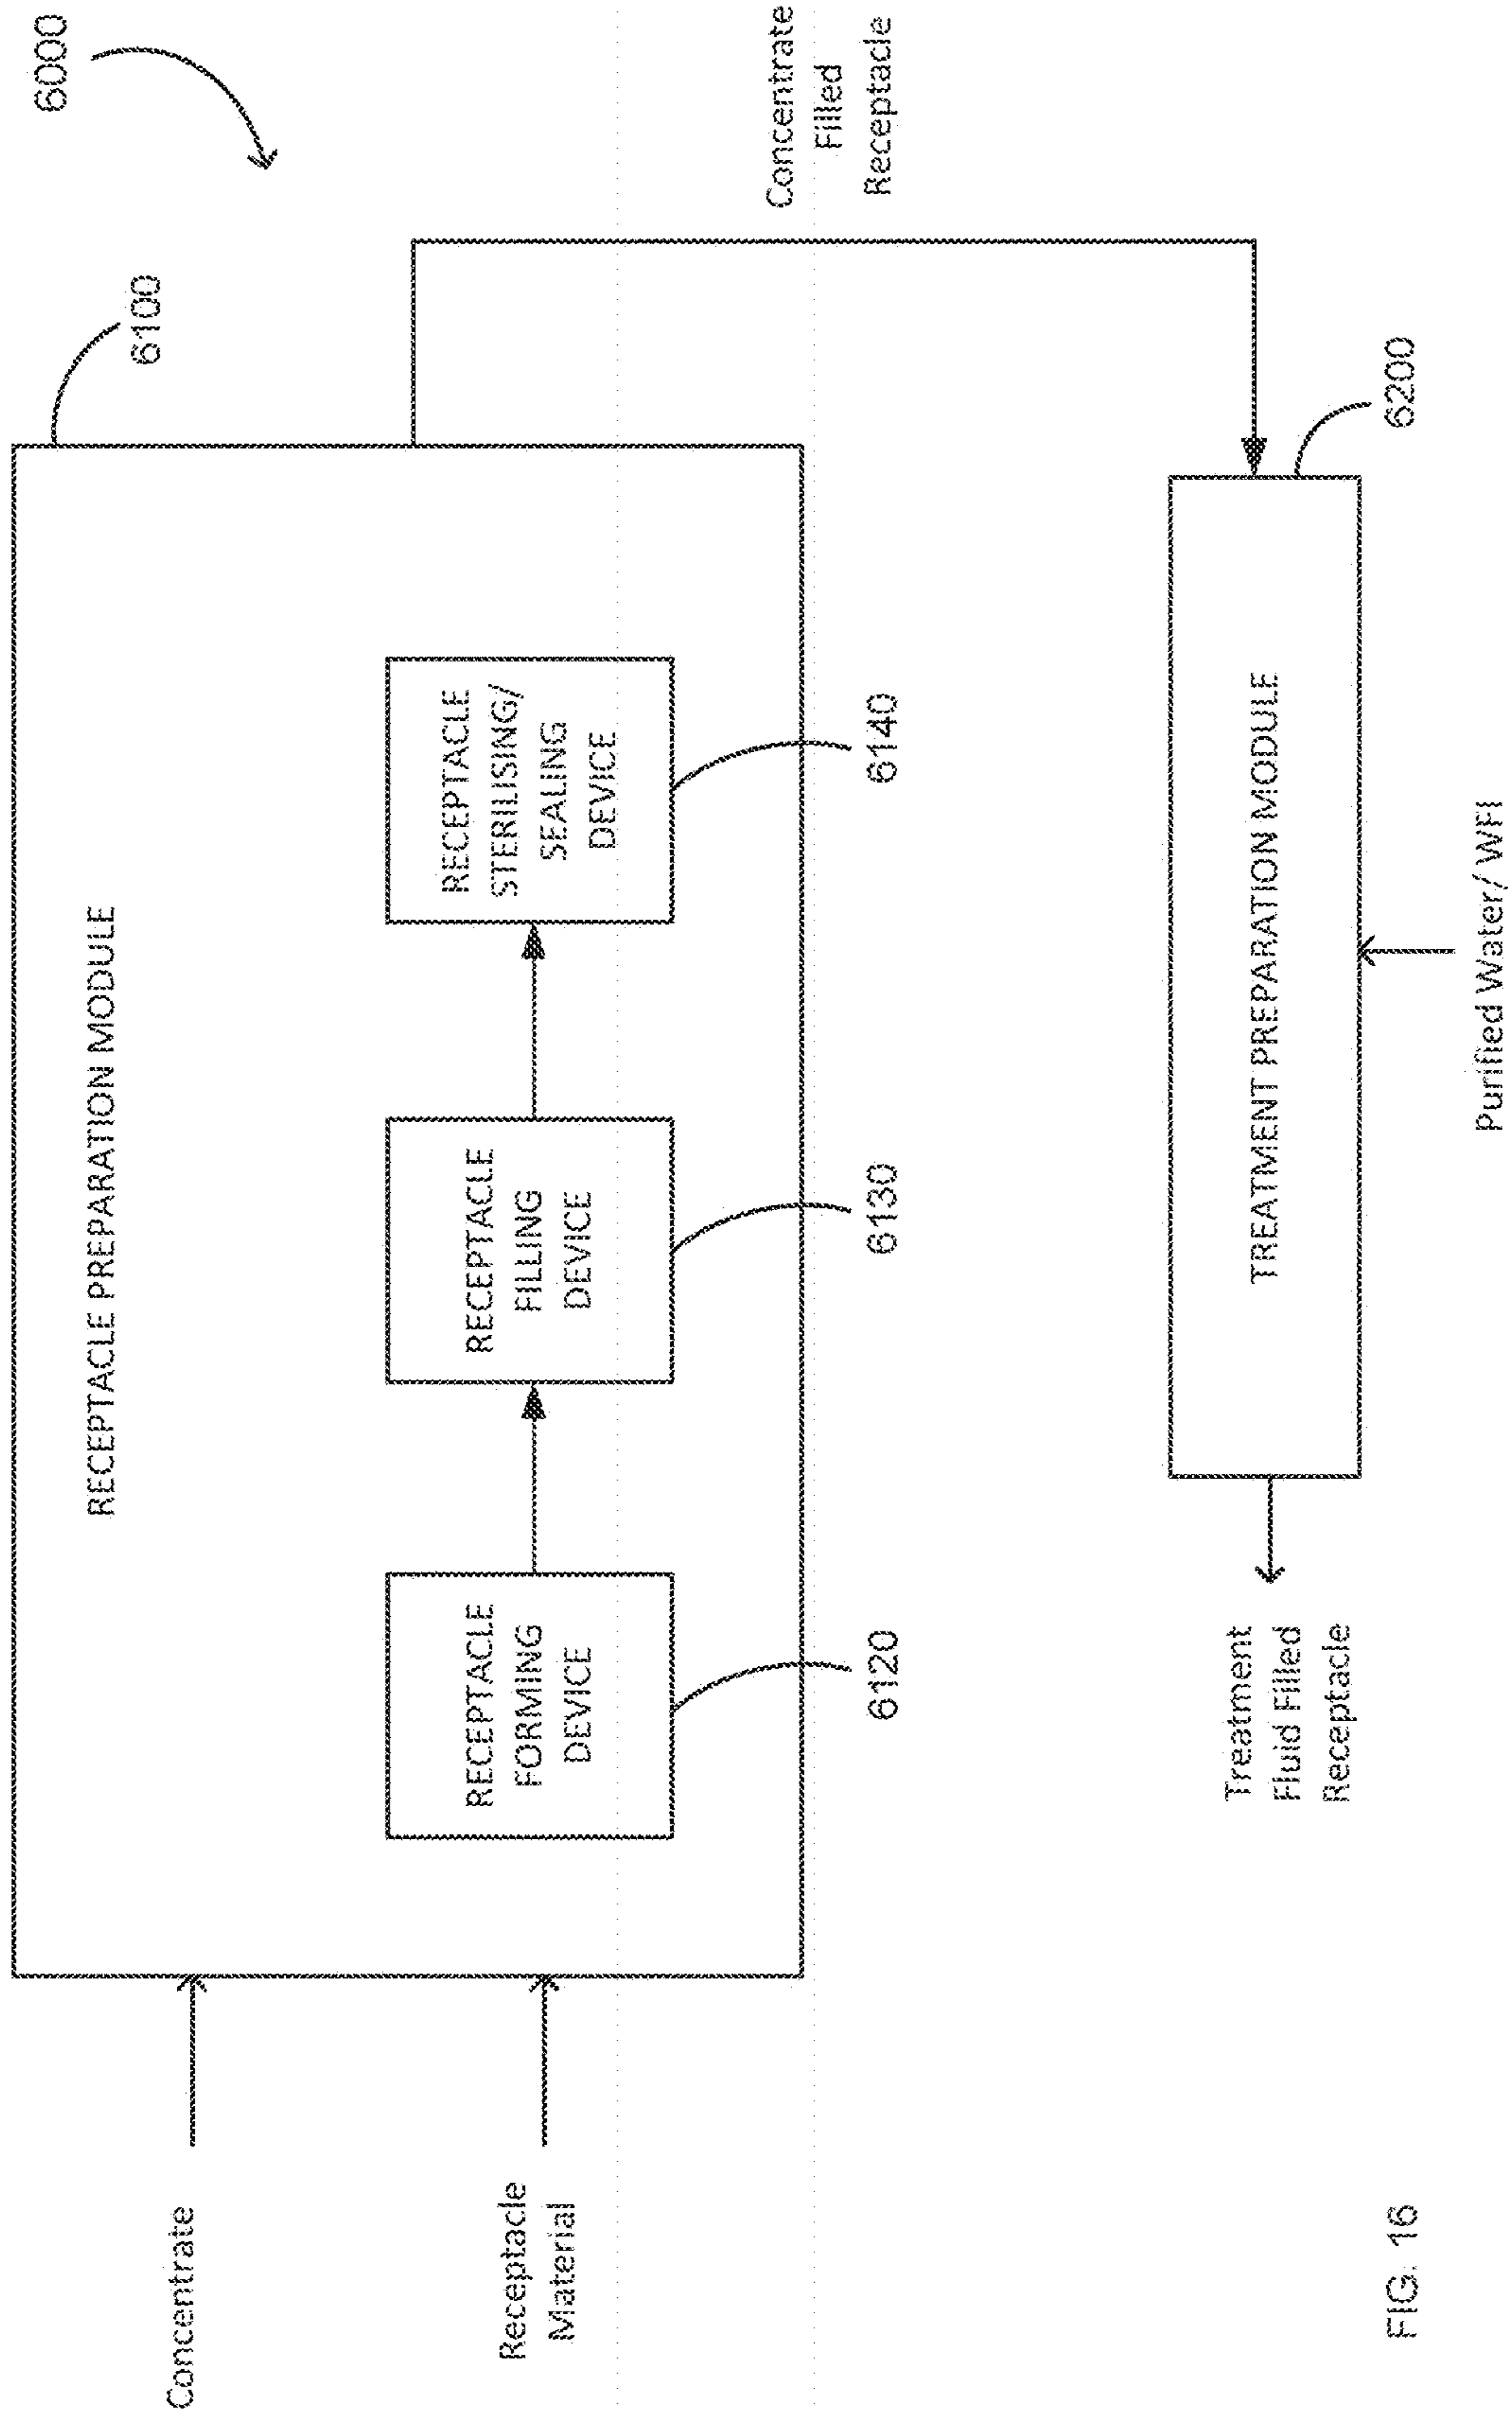 6000
6100
RECEPTACLE PREPARATION MODULE
Concentrate
Receptacle
Material
RECEPTACLE
FORMING
DEVICE
RECEPTACLE
FILLING
DEVICE
RECEPTACLE
STERILISING/
SEALING
DEVICE
6120
6130
6140
Concentrate
Filled
Receptacle
Treatment
Fluid Filled
Receptacle
TREATMENT PREPARATION MODULE
6200
Purified Water/ WFI
FIG. 16